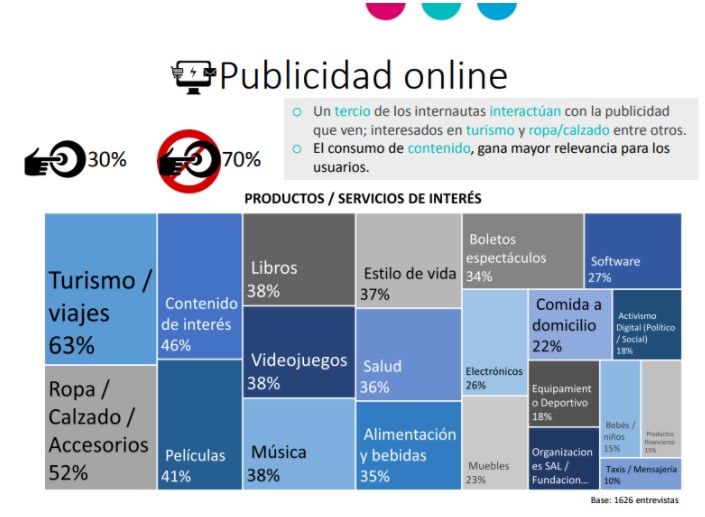 Publicidad online
30%
70%
Un tercio de los internautas interactúan con la publicidad
que ven; interesados en turismo y ropa/calzado entre otros.
El consumo de contenido, gana mayor relevancia para los
usuarios.
PRODUCTOS / SERVICIOS DE INTERÉS
Turismo /
viajes
63%
Ropa /
Calzado /
Accesorios
52%
Contenido
de interés
46%
Películas
41%
Libros
38%
Videojuegos
38%
Música
38%
Estilo de vida
37%
Salud
36%
Alimentación
y bebidas
35%
Boletos
espectáculos
34%
Software
27%
Electrónicos
26%
Muebles
23%
Comida a
domicilio
22%
Activismo
Digital (Político
/ Social)
18%
Equipamient
o Deportivo
18%
Organizacion
es SAL /
Fundacion...
Bebés /
niños
15%
Productos
financieros
11%
Taxis / Mensajería
10%
Base: 1626 entrevistas